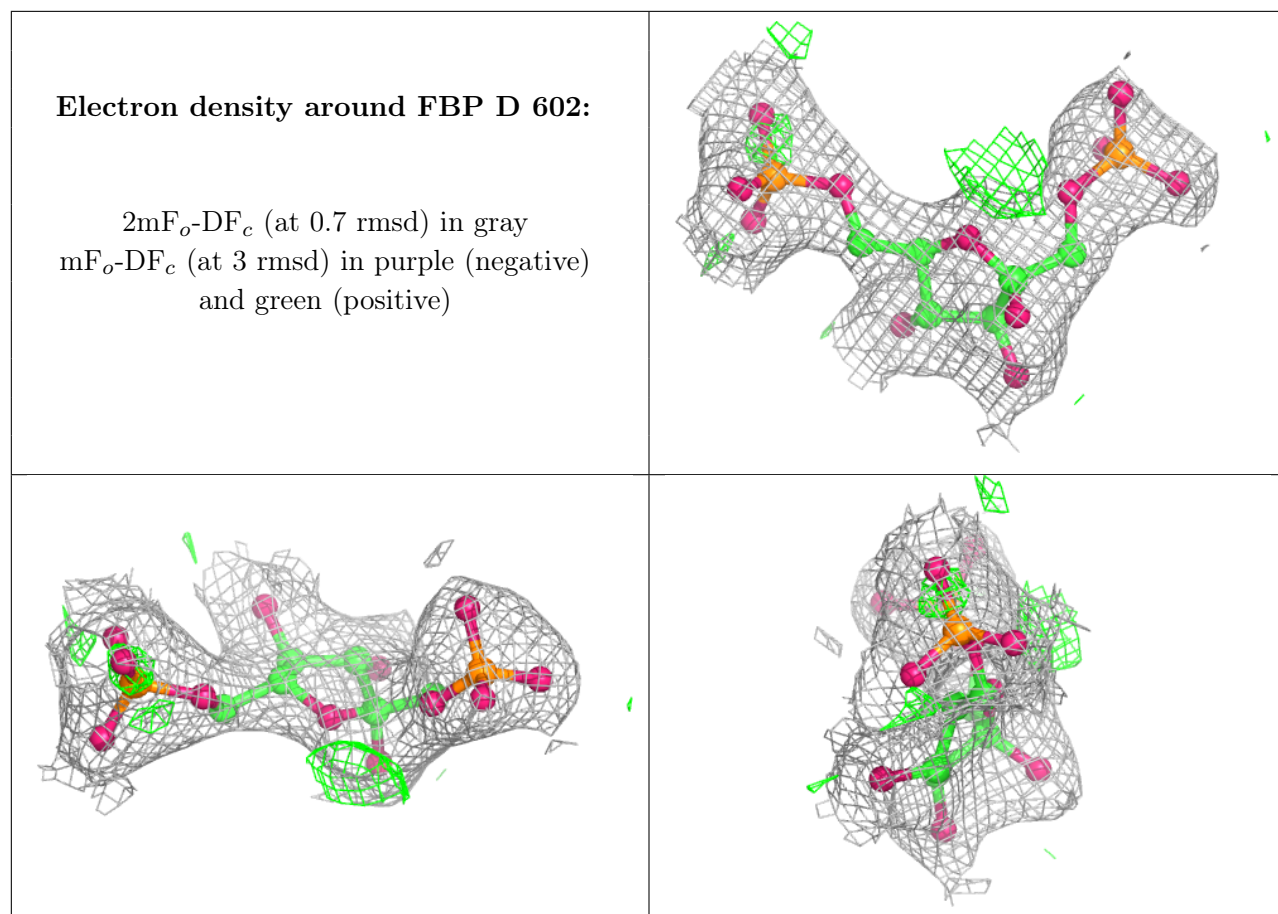 Electron density around FBP D 602:
2mFo-DFc (at 0.7 rmsd) in gray
mFo-DFc (at 3 rmsd) in purple (negative)
and green (positive)